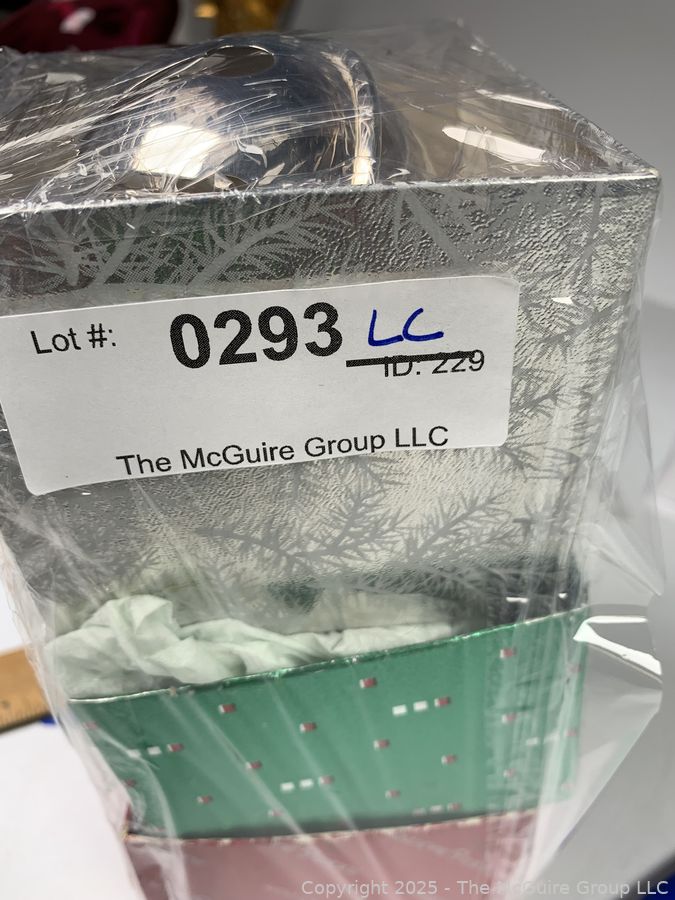 Lot #: 0293 LC
ID: 229
The McGuire Group LLC
Copyright 2025 - The McGuire Group LLC